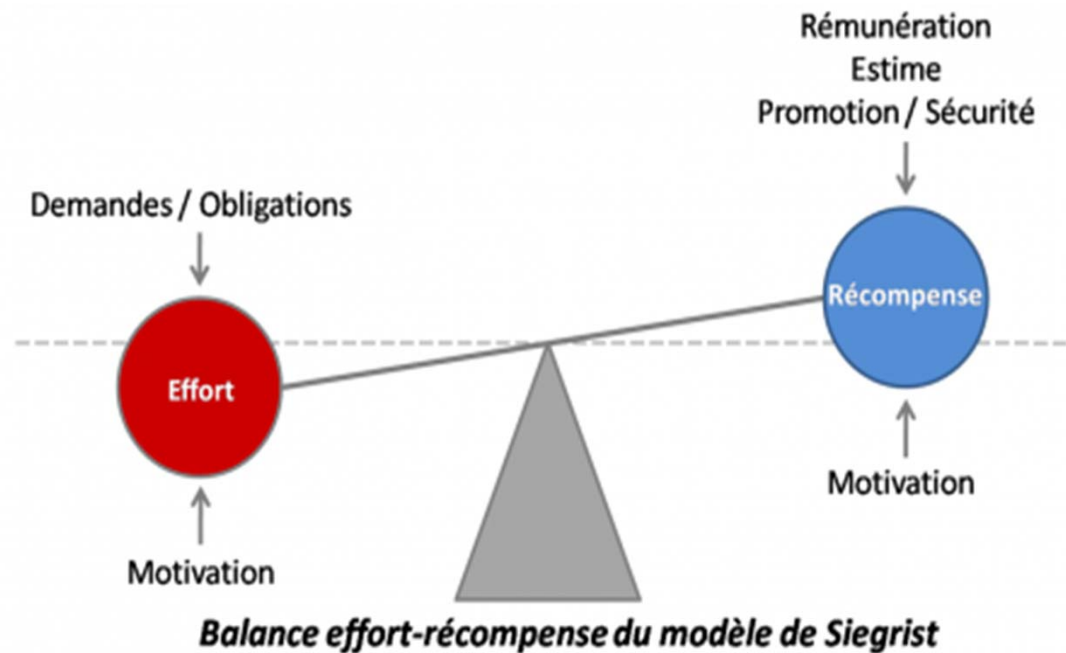 Rémunération
Estime
Promotion / Sécurité
Demandes / Obligations
Récompense
Effort
Motivation
Motivation
Balance effort-récompense du modèle de Siegrist